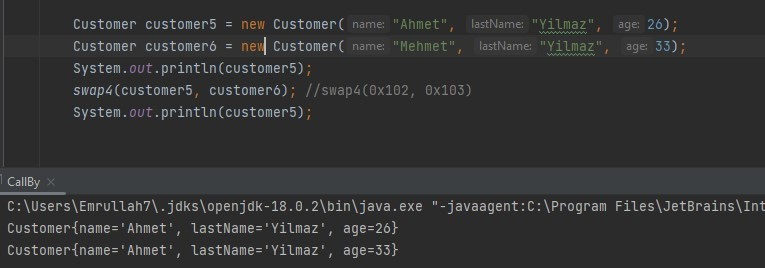 Customer customer5 = new Customer( name: "Ahmet", lastName: "Yilmaz", age: 26);
Customer customer6 = new Customer( name: "Mehmet", lastName: "Yilmaz", age: 33);
System.out.println(customer5);
swap4(customer5, customer6); //swap4(0x102, 0x103)
System.out.println(customer5);
CallBy ×
C:\Users\Emrullah7\.jdks\openjdk-18.0.2\bin\java.exe "-javaagent:C:\Program Files\JetBrains\Int
Customer{name='Ahmet', lastName='Yilmaz', age=26}
Customer{name='Ahmet', lastName='Yilmaz', age=33}